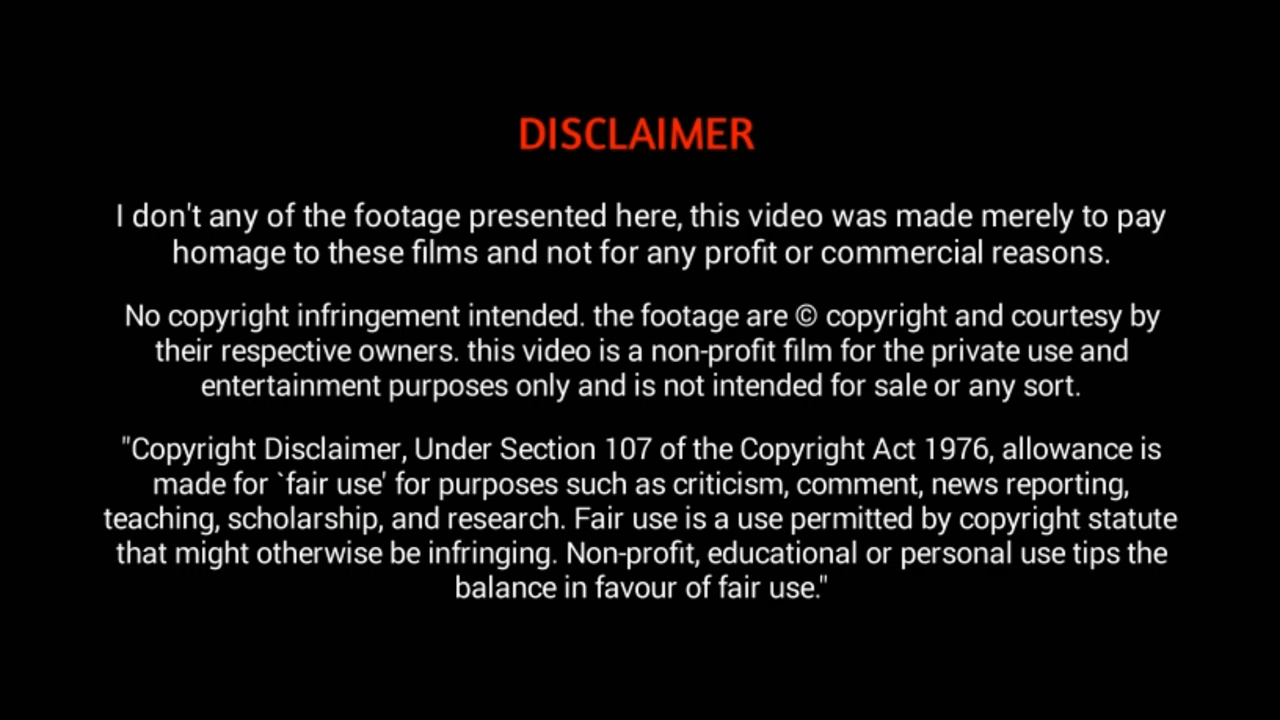 DISCLAIMER
I don't any of the footage presented here, this video was made merely to pay
homage to these films and not for any profit or commercial reasons.
No copyright infringement intended. the footage are © copyright and courtesy by
their respective owners. this video is a non-profit film for the private use and
entertainment purposes only and is not intended for sale or any sort.
"Copyright Disclaimer, Under Section 107 of the Copyright Act 1976, allowance is
made for `fair use' for purposes such as criticism, comment, news reporting,
teaching, scholarship, and research. Fair use is a use permitted by copyright statute
that might otherwise be infringing. Non-profit, educational or personal use tips the
balance in favour of fair use."